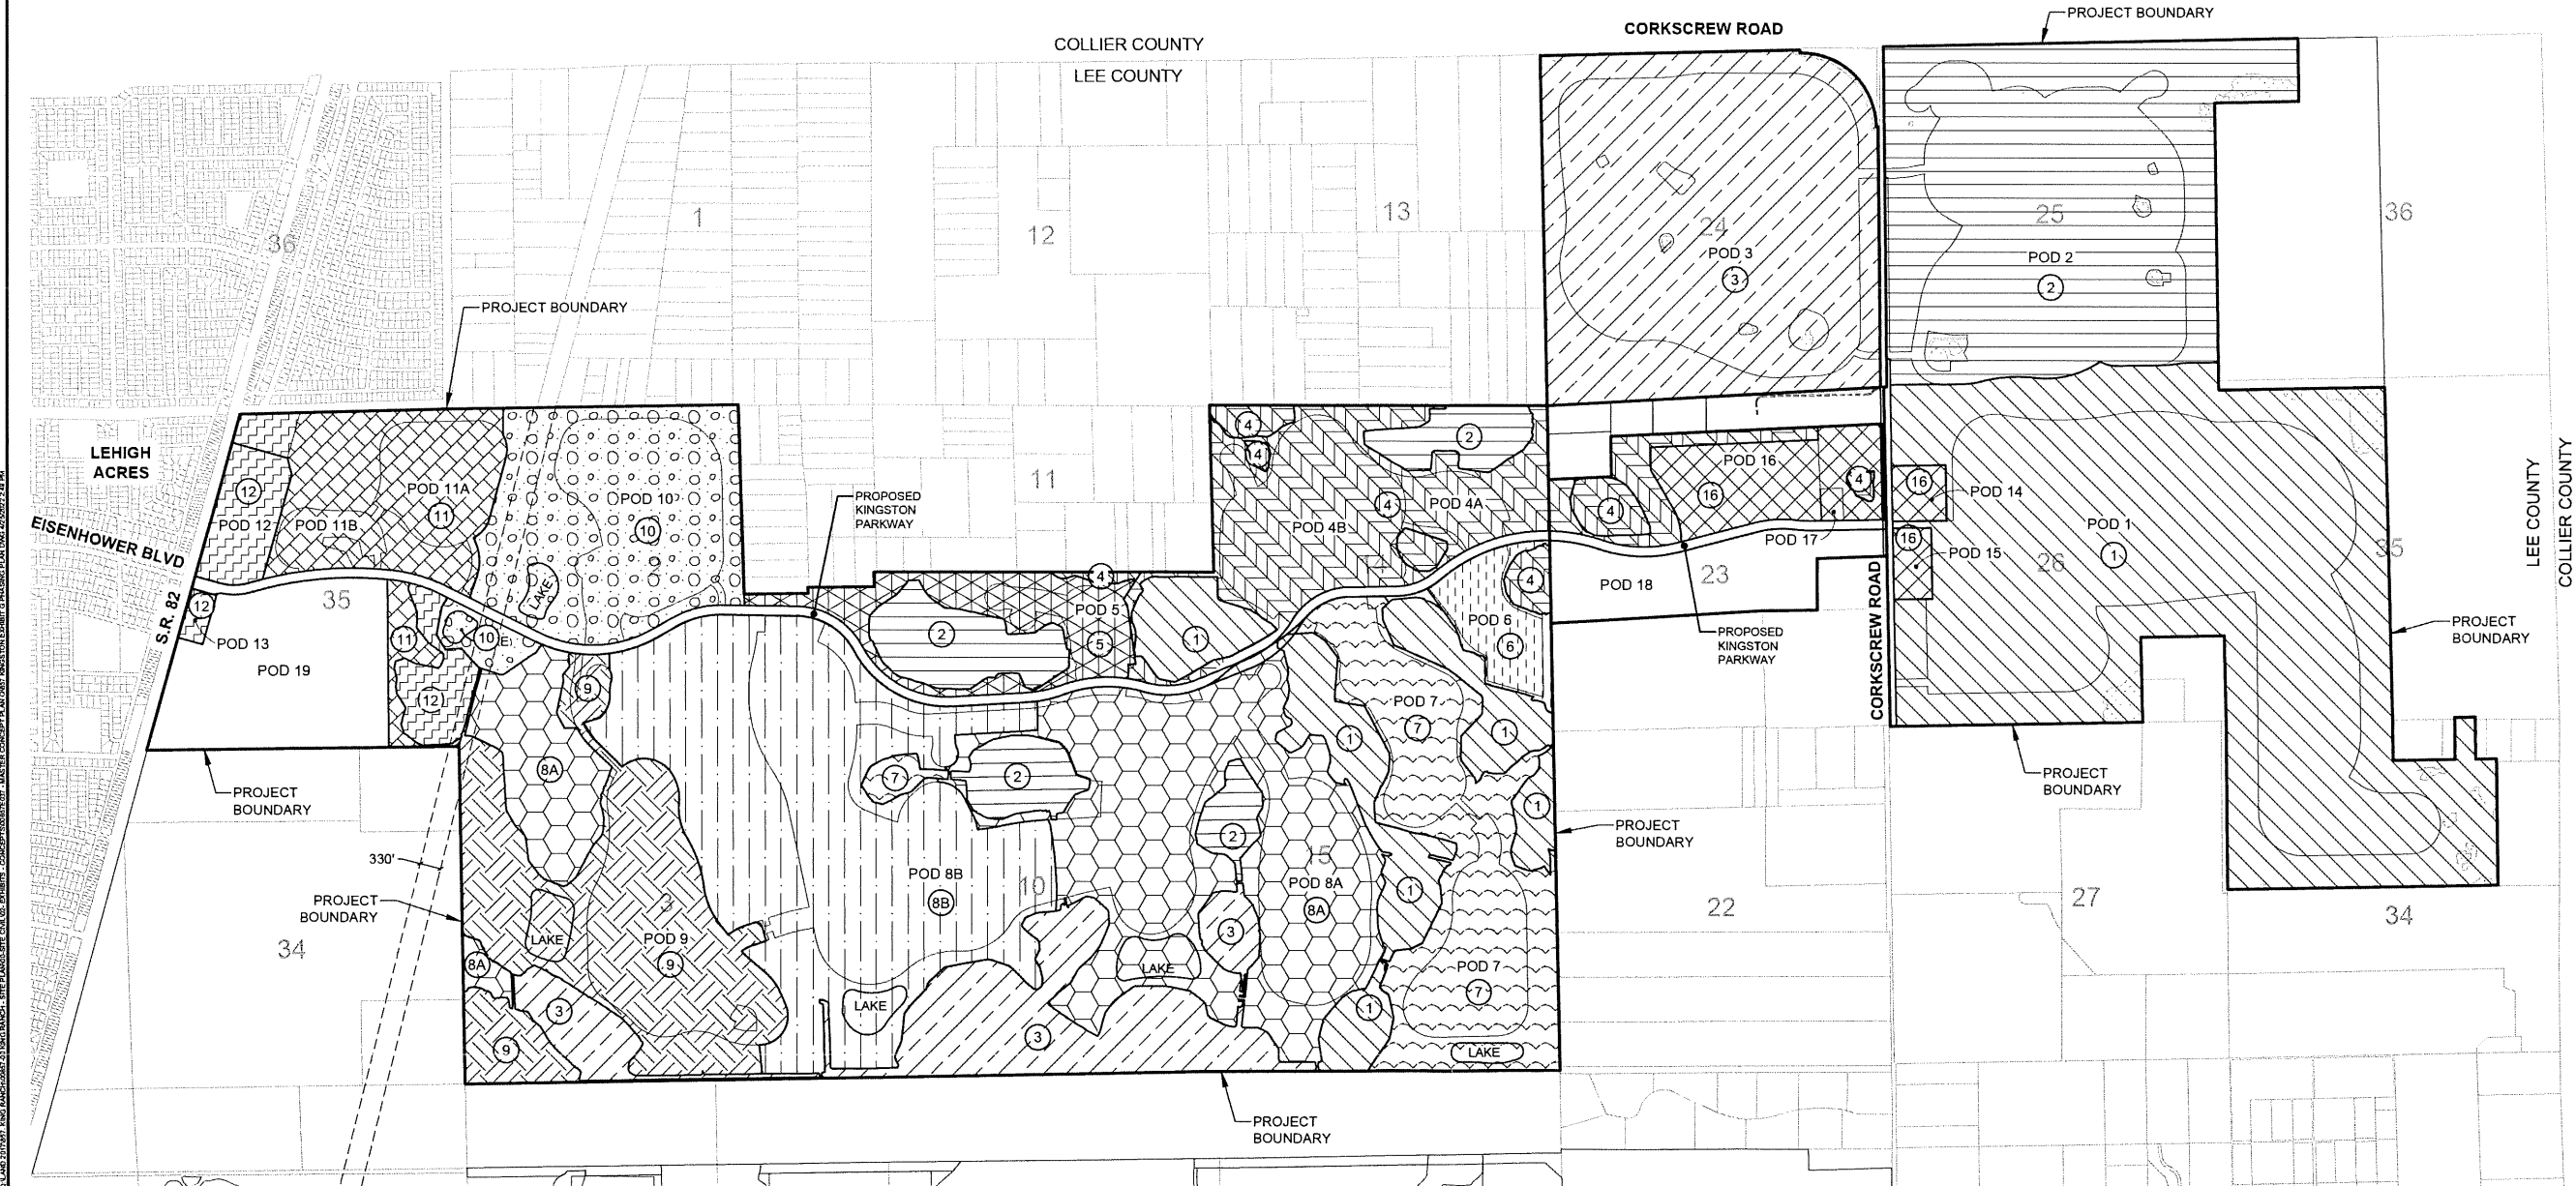 PROJECT BOUNDARY
CORKSCREW ROAD
COLLIER COUNTY
LEE COUNTY
36
1
12
13
24
POD 3
3
25
POD 2
2
36
PROJECT BOUNDARY
LEHIGH
ACRES
EISENHOWER BLVD
S.R. 82
12
POD 12
POD 11B
POD 11A
11
POD 10
10
LAKE
PROPOSED
KINGSTON
PARKWAY
11
4
4
2
4
POD 4A
POD 4B
4
POD 16
16
4
POD 17
16
POD 14
16
POD 15
POD 1
1
26
35
LEE COUNTY
COLLIER COUNTY
35
12
POD 13
POD 19
11
10
12
9
2
4
POD 5
5
1
4
POD 6
6
POD 18
23
PROPOSED
KINGSTON
PARKWAY
CORKSCREW ROAD
PROJECT
BOUNDARY
PROJECT
BOUNDARY
8A
7
2
1
POD 7
7
1
1
2
PROJECT
BOUNDARY
PROJECT
BOUNDARY
330'
PROJECT
BOUNDARY
34
3
POD 8B
8B
10
15
POD 8A
8A
1
22
27
34
LAKE
POD 9
9
8A
3
9
LAKE
LAKE
3
3
POD 7
7
1
LAKE
PROJECT
BOUNDARY